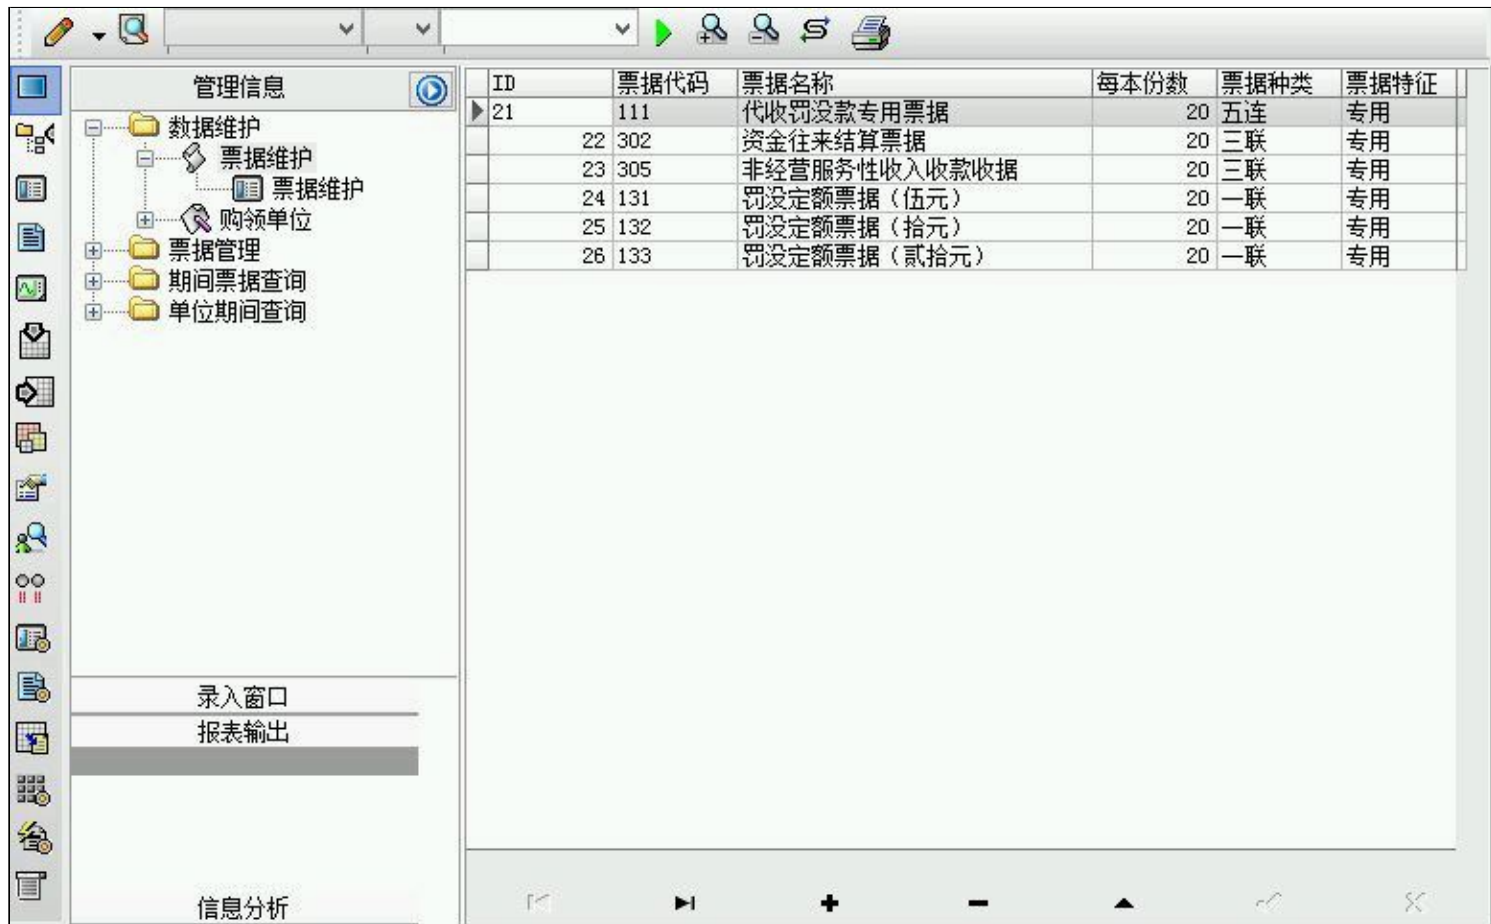 管理信息
数据维护
票据维护
票据维护
购领单位
票据管理
期间票据查询
单位期间查询
录入窗口
报表输出
信息分析
ID 票据代码 票据名称 每本份数 票据种类 票据特征
21 111 代收罚没款专用票据 20 五连 专用
22 302 资金往来结算票据 20 三联 专用
23 305 非经营服务性收入收款收据 20 三联 专用
24 131 罚没定额票据（伍元） 20 一联 专用
25 132 罚没定额票据（拾元） 20 一联 专用
26 133 罚没定额票据（贰拾元） 20 一联 专用